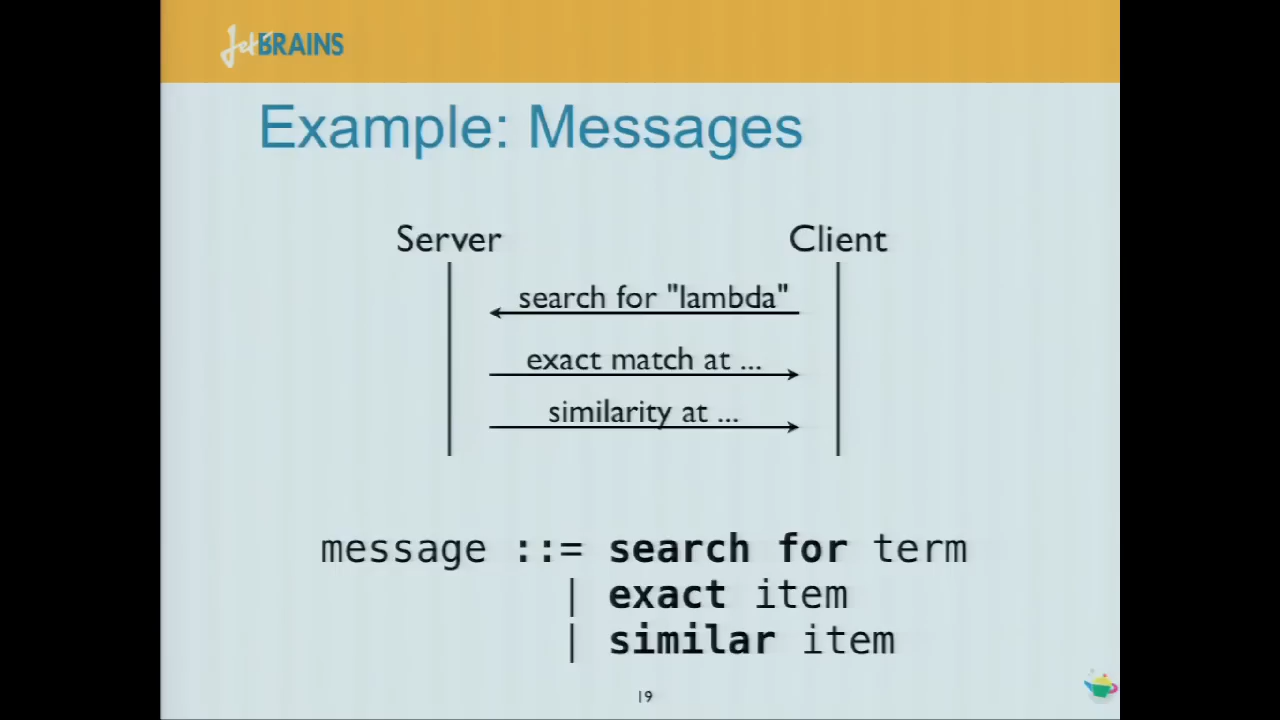 JetBRAINS
Example: Messages
Server Client
search for "lambda"
exact match at ...
similarity at ...
message ::= search for term
| exact item
| similar item
19